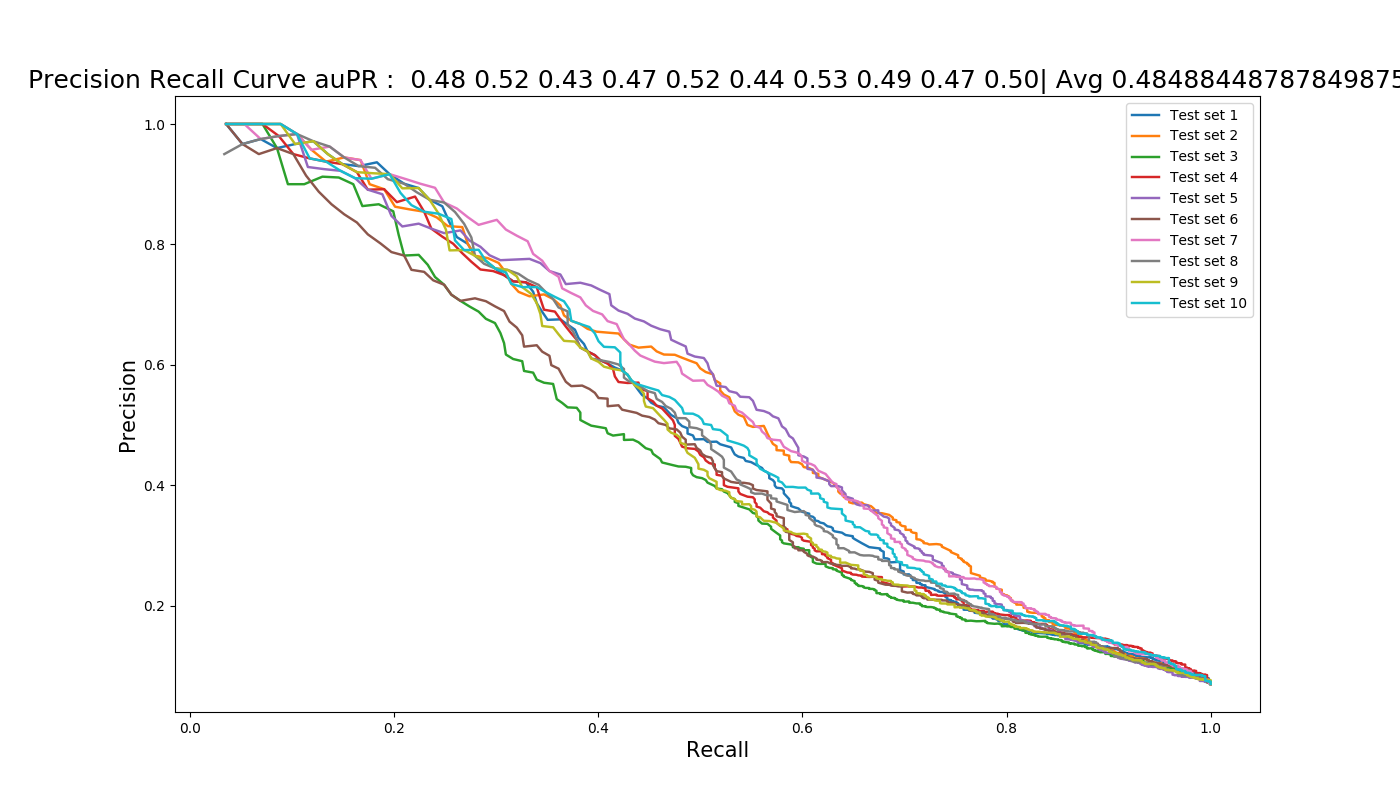 Precision Recall Curve auPR : 0.48 0.52 0.43 0.47 0.52 0.44 0.53 0.49 0.47 0.50| Avg 0.48488448787849875
Test set 1
Test set 2
Test set 3
Test set 4
Test set 5
Test set 6
Test set 7
Test set 8
Test set 9
Test set 10
Precision
1.0
0.8
0.6
0.4
0.2
0.0 0.2 0.4 0.6 0.8 1.0
Recall